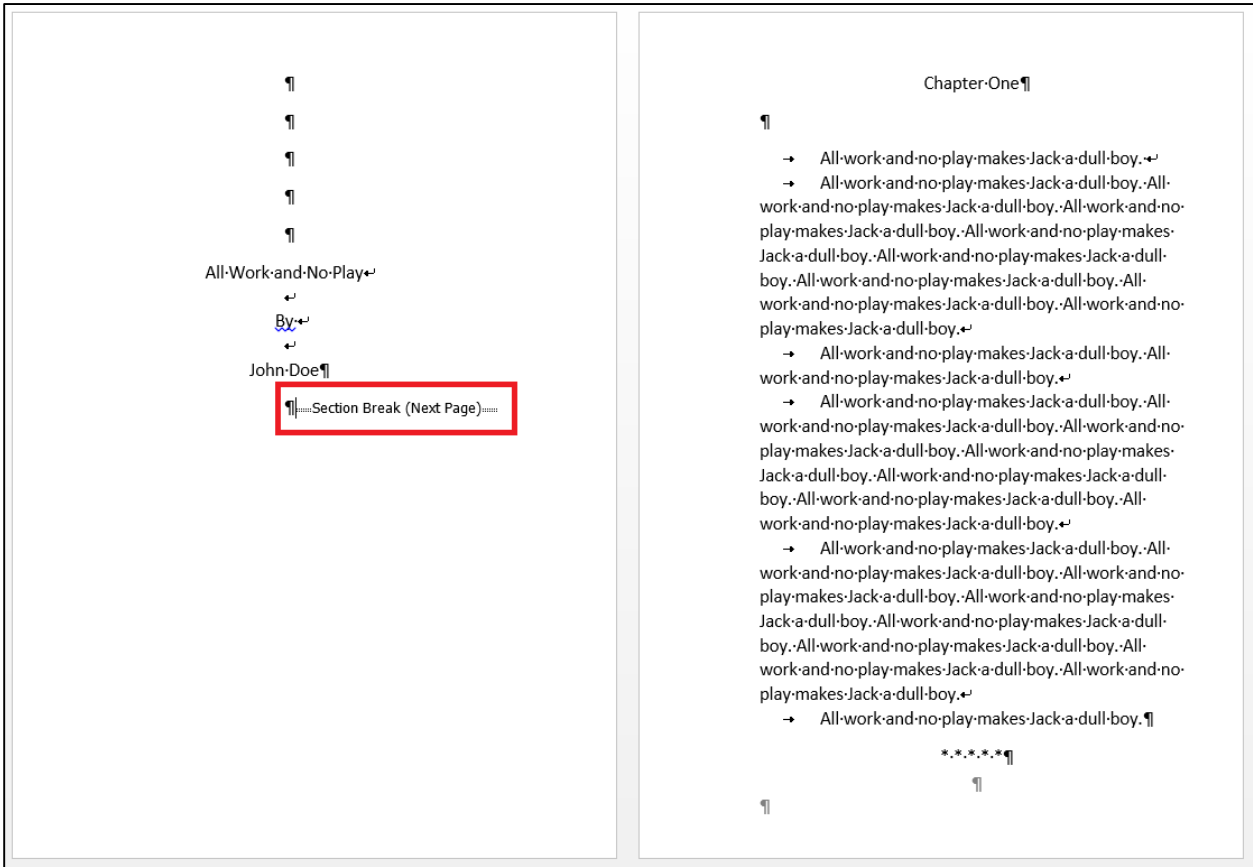 ¶
¶
¶
¶
¶
All·Work·and·No·Play↵
↵
By·↵
↵
John·Doe¶
¶Section Break (Next Page)
Chapter·One¶
¶
→ All·work·and·no·play·makes·Jack·a·dull·boy.·↵
→ All·work·and·no·play·makes·Jack·a·dull·boy.·All·
work·and·no·play·makes·Jack·a·dull·boy.·All·work·and·no·
play·makes·Jack·a·dull·boy.·All·work·and·no·play·makes·
Jack·a·dull·boy.·All·work·and·no·play·makes·Jack·a·dull·
boy.·All·work·and·no·play·makes·Jack·a·dull·boy.·All·
work·and·no·play·makes·Jack·a·dull·boy.·All·work·and·no·
play·makes·Jack·a·dull·boy.↵
→ All·work·and·no·play·makes·Jack·a·dull·boy.·All·
work·and·no·play·makes·Jack·a·dull·boy.↵
→ All·work·and·no·play·makes·Jack·a·dull·boy.·All·
work·and·no·play·makes·Jack·a·dull·boy.·All·work·and·no·
play·makes·Jack·a·dull·boy.·All·work·and·no·play·makes·
Jack·a·dull·boy.·All·work·and·no·play·makes·Jack·a·dull·
boy.·All·work·and·no·play·makes·Jack·a·dull·boy.·All·
work·and·no·play·makes·Jack·a·dull·boy.↵
→ All·work·and·no·play·makes·Jack·a·dull·boy.·All·
work·and·no·play·makes·Jack·a·dull·boy.·All·work·and·no·
play·makes·Jack·a·dull·boy.·All·work·and·no·play·makes·
Jack·a·dull·boy.·All·work·and·no·play·makes·Jack·a·dull·
boy.·All·work·and·no·play·makes·Jack·a·dull·boy.·All·
work·and·no·play·makes·Jack·a·dull·boy.·All·work·and·no·
play·makes·Jack·a·dull·boy.↵
→ All·work·and·no·play·makes·Jack·a·dull·boy.¶
*·*·*·*·*¶
¶
¶